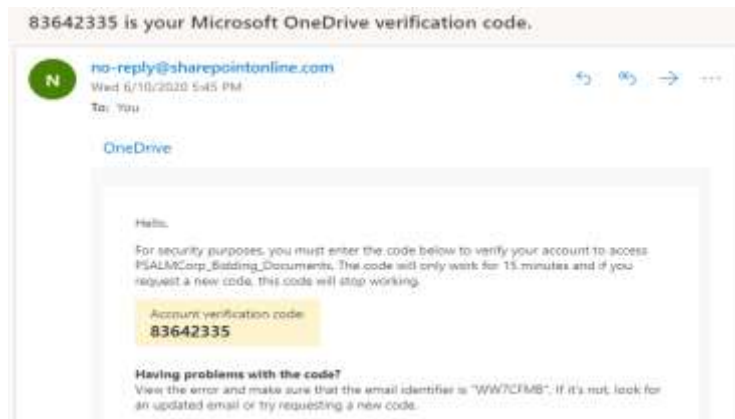 83642335 is your Microsoft OneDrive verification code.
N
no-reply@sharepointonline.com
Wed 6/10/2020 5:45 PM
To: You
OneDrive
Hello,
For security purposes, you must enter the code below to verify your account to access
PSALMCorp_Bidding_Documents. The code will only work for 15 minutes and if you
request a new code, this code will stop working.
Account verification code:
83642335
Having problems with the code?
View the error and make sure that the email identifier is "WW7CFMB". If it's not, look for
an updated email or try requesting a new code.